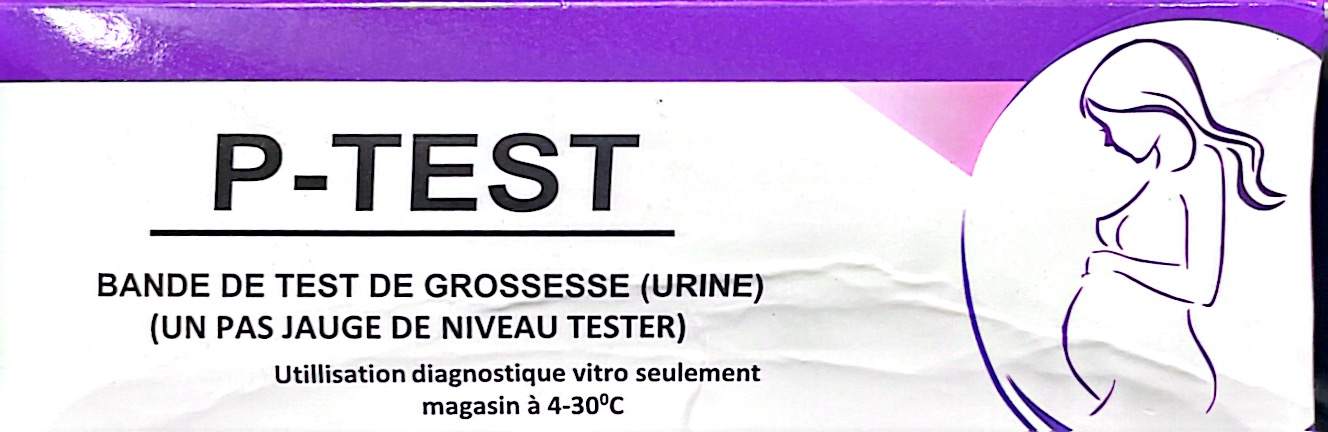 P-TEST
BANDE DE TEST DE GROSSESSE (URINE)
(UN PAS JAUGE DE NIVEAU TESTER)
Utillisation diagnostique vitro seulement
magasin à 4-30⁰C